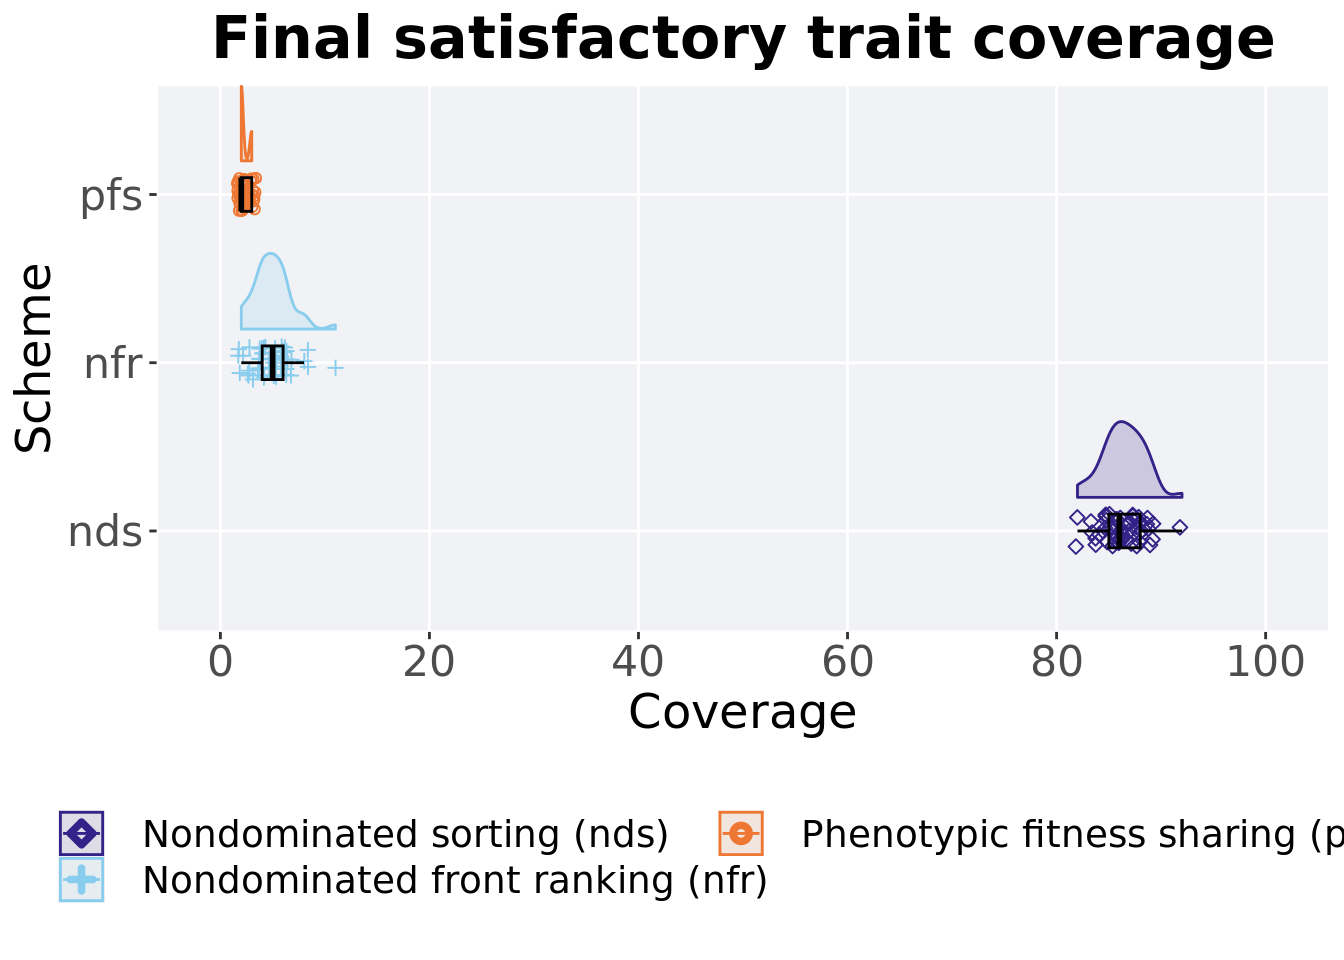 Final satisfactory trait coverage
pfs
nfr
nds
Scheme
0 20 40 60 80 100
Coverage
Nondominated sorting (nds)
Phenotypic fitness sharing (p
Nondominated front ranking (nfr)